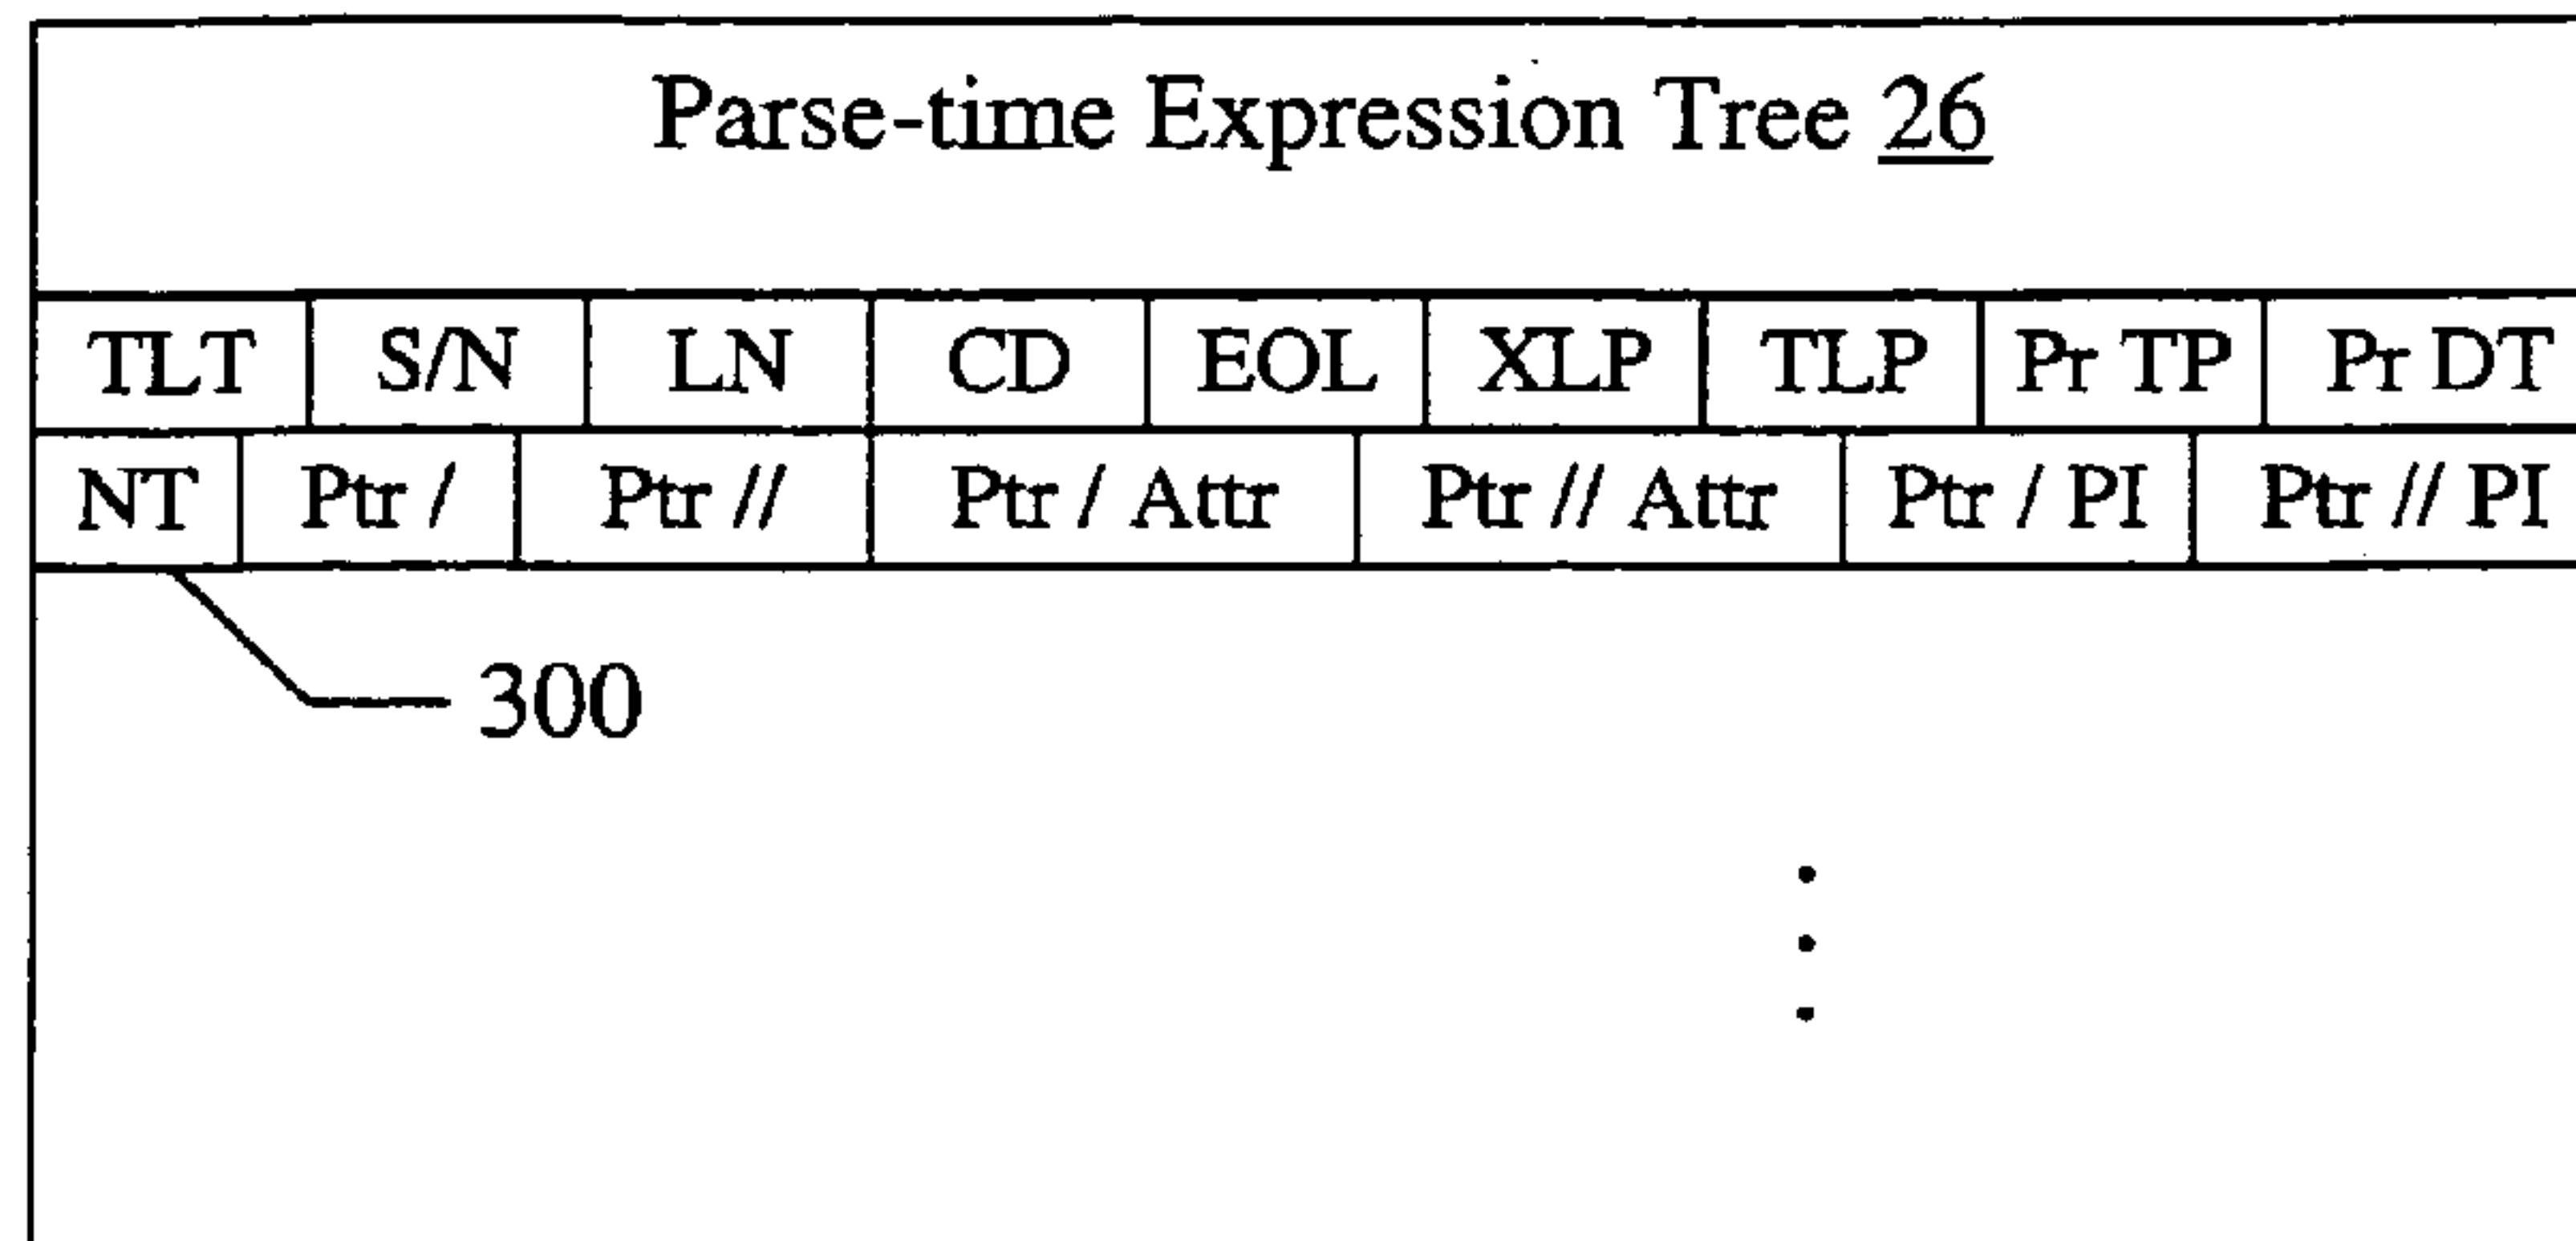 Parse-time Expression Tree 26
TLT S/N LN CD EOL XLP TLP Pr TP Pr DT
NT Ptr / Ptr // Ptr / Attr Ptr // Attr Ptr / PI Ptr // PI
300